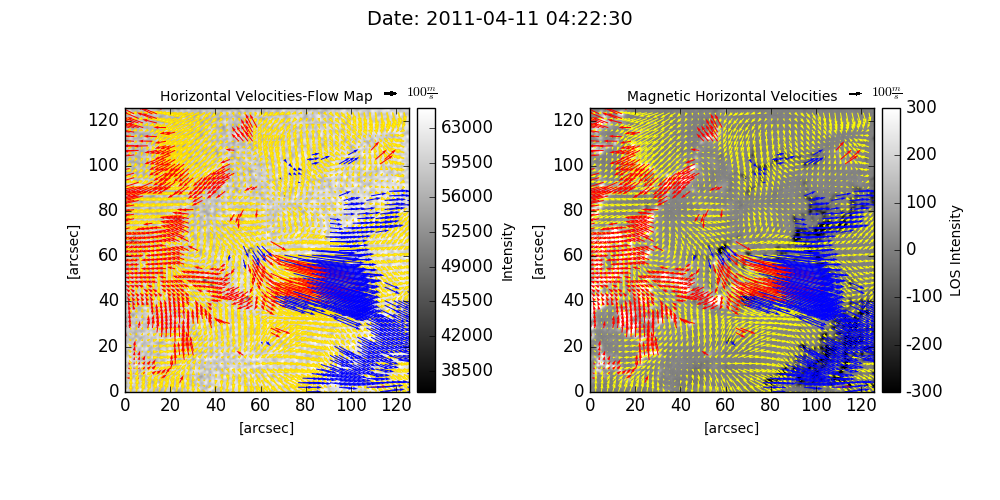 Date: 2011-04-11 04:22:30
Horizontal Velocities-Flow Map
100 m/s
120
100
80
60
40
20
0
0 20 40 60 80 100 120
[arcsec]
[arcsec]
63000
59500
56000
52500
49000
45500
42000
38500
Intensity
Magnetic Horizontal Velocities
100 m/s
120
100
80
60
40
20
0
0 20 40 60 80 100 120
[arcsec]
[arcsec]
300
200
100
0
-100
-200
-300
LOS Intensity